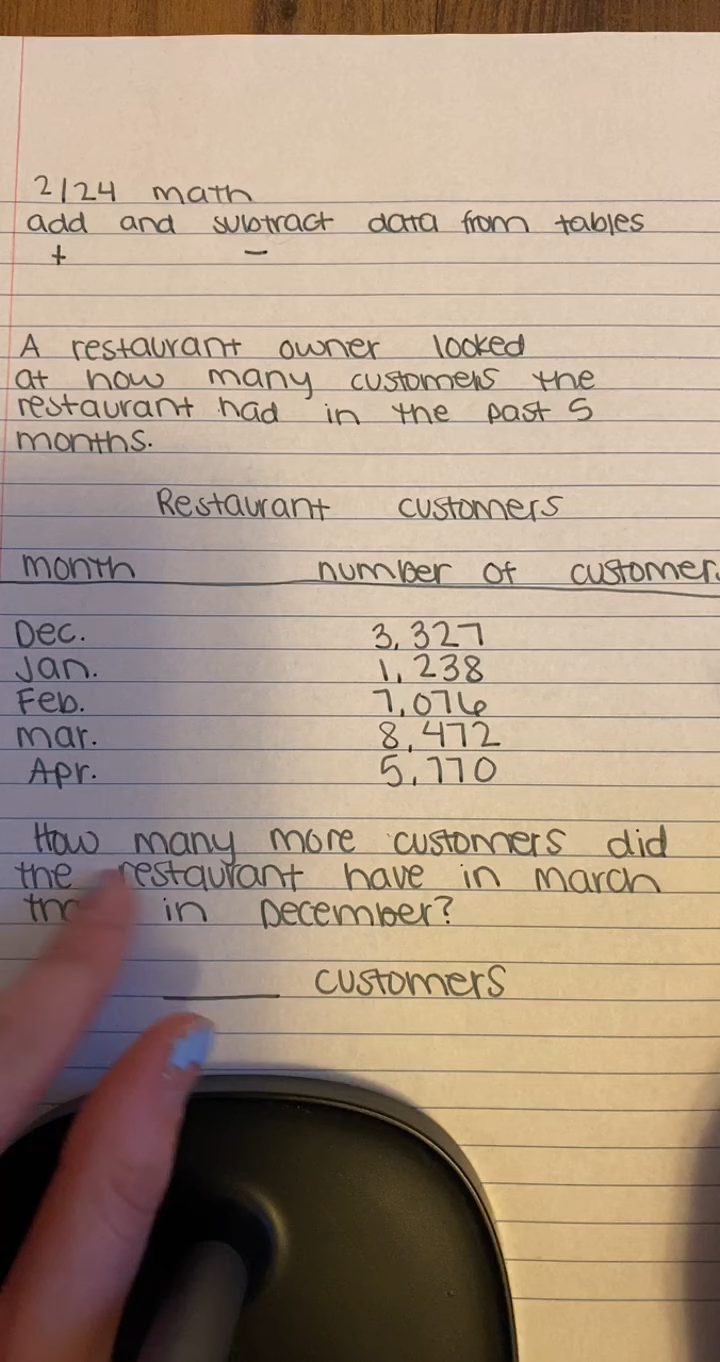 2/24 math
add and subtract data from tables
+ −
A restaurant owner looked
at how many customers the
restaurant had in the past 5
months.
Restaurant customers
month number of customer
Dec. 3,327
Jan. 1,238
Feb. 7,076
mar. 8,472
Apr. 5,770
How many more customers did
the restaurant have in march
in December?
____ customers